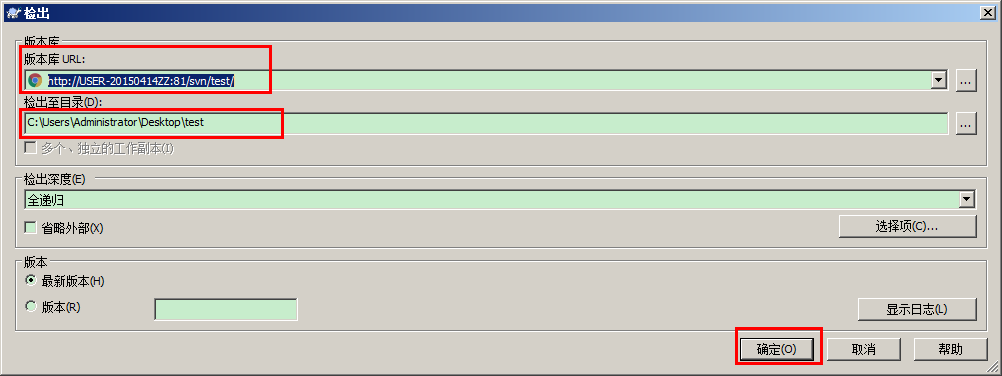 检出
版本库
版本库 URL:
http://USER-20150414ZZ:81/svn/test/
...
检出至目录(D):
C:\Users\Administrator\Desktop\test
...
多个、独立的工作副本(I)
检出深度(E)
全递归
省略外部(X)
选择项(C)...
版本
最新版本(H)
版本(R)
显示日志(L)
确定(O)
取消
帮助